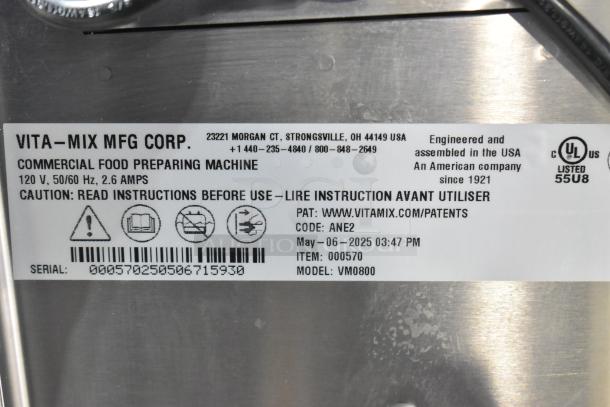 VITA-MIX MFG CORP.
23221 MORGAN CT, STRONGSVILLE, OH 44149 USA
+1 440-235-4840 / 800-848-2649
COMMERCIAL FOOD PREPARING MACHINE
120 V, 50/60 Hz, 2.6 AMPS
Engineered and
assembled in the USA
An American company
since 1921
C UL US
LISTED
55U8
CAUTION: READ INSTRUCTIONS BEFORE USE-LIRE INSTRUCTION AVANT UTILISER
PAT: WWW.VITAMIX.COM/PATENTS
CODE: ANE2
May-06-2025 03:47 PM
ITEM: 000570
MODEL: VM0800
SERIAL: 000570250506715930